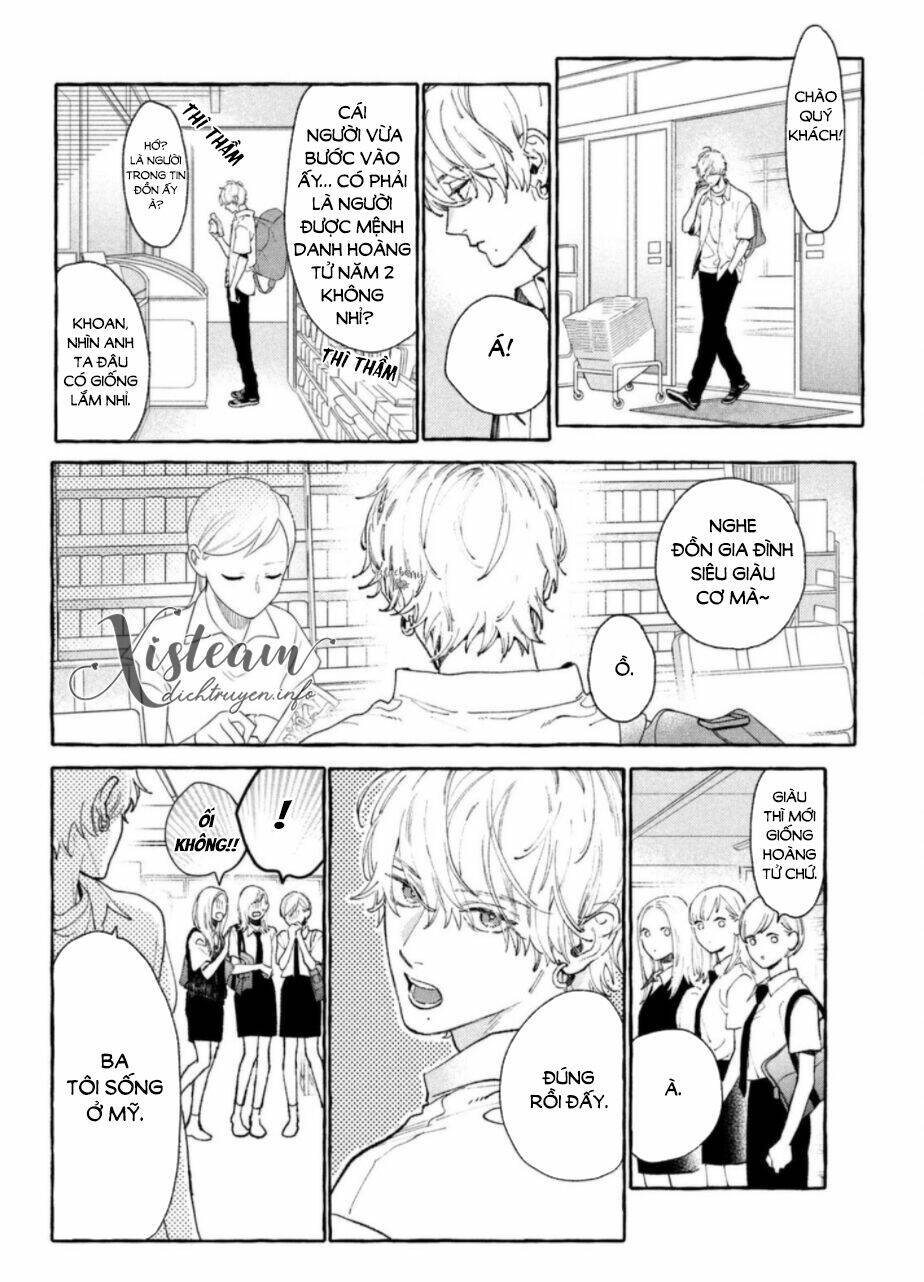 CHÀO
QUÝ
KHÁCH!
Á!
CÁI
NGƯỜI VỪA
BƯỚC VÀO
ẤY... CÓ PHẢI
LÀ NGƯỜI
ĐƯỢC MỆNH
DANH HOÀNG
TỬ NĂM 2
KHÔNG
NHỈ?
THÌ THẦM
THÌ THẦM
HỚ?
LÀ NGƯỜI
TRONG TIN
ĐỒN ẤY
À?
KHOAN,
NHÌN ANH
TA ĐÂU
CÓ GIỐNG
LẮM NHỈ.
NGHE
ĐỒN GIA ĐÌNH
SIÊU GIÀU
CƠ MÀ~
Ồ.
Xisteam
dichtruyen.info
GIÀU
THÌ MỚI
GIỐNG
HOÀNG
TỬ CHỨ.
À.
ĐÚNG
RỒI ĐẤY.
!
ỐI
KHÔNG!!
BA
TÔI SỐNG
Ở MỸ.